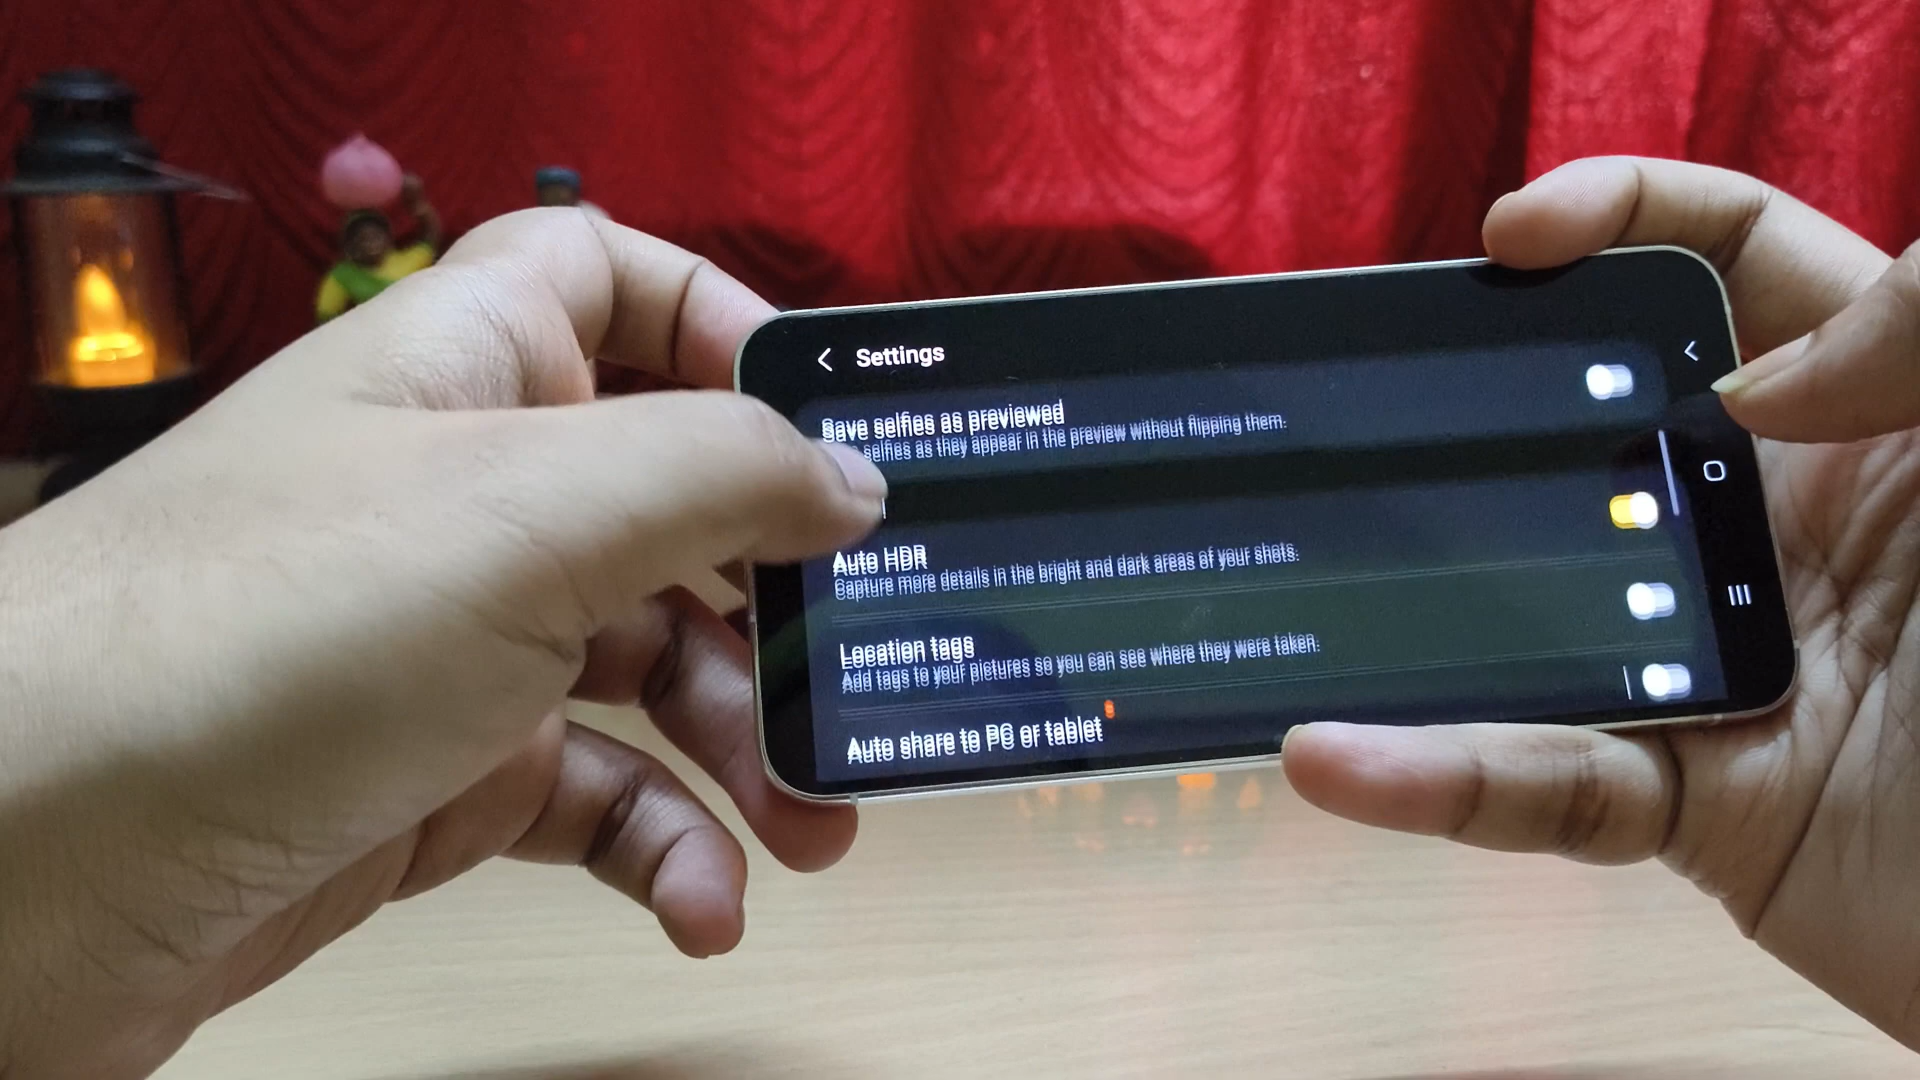 Settings
Save selfies as previewed
selfies as they appear in the preview without flipping them.
Auto HDR
Capture more details in the bright and dark areas of your shots.
Location tags
Add tags to your pictures so you can see where they were taken.
Auto share to PC or tablet